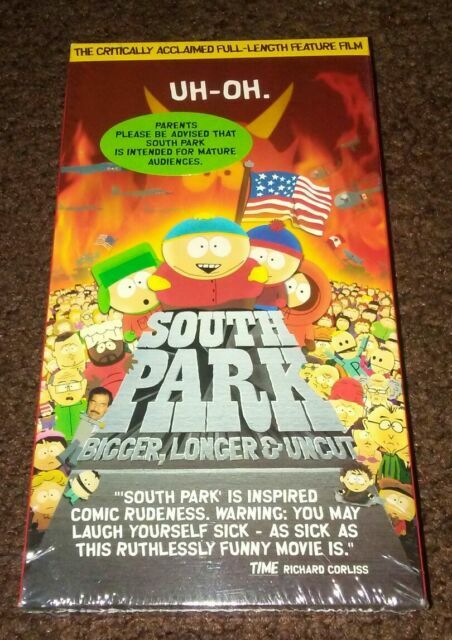 THE CRITICALLY ACCLAIMED FULL-LENGTH FEATURE FILM
UH-OH.
PARENTS
PLEASE BE ADVISED THAT
SOUTH PARK
IS INTENDED FOR MATURE
AUDIENCES.
SOUTH
PARK
BIGGER, LONGER & UNCUT
"'SOUTH PARK' IS INSPIRED
COMIC RUDENESS. WARNING: YOU MAY
LAUGH YOURSELF SICK - AS SICK AS
THIS RUTHLESSLY FUNNY MOVIE IS."
TIME RICHARD CORLISS